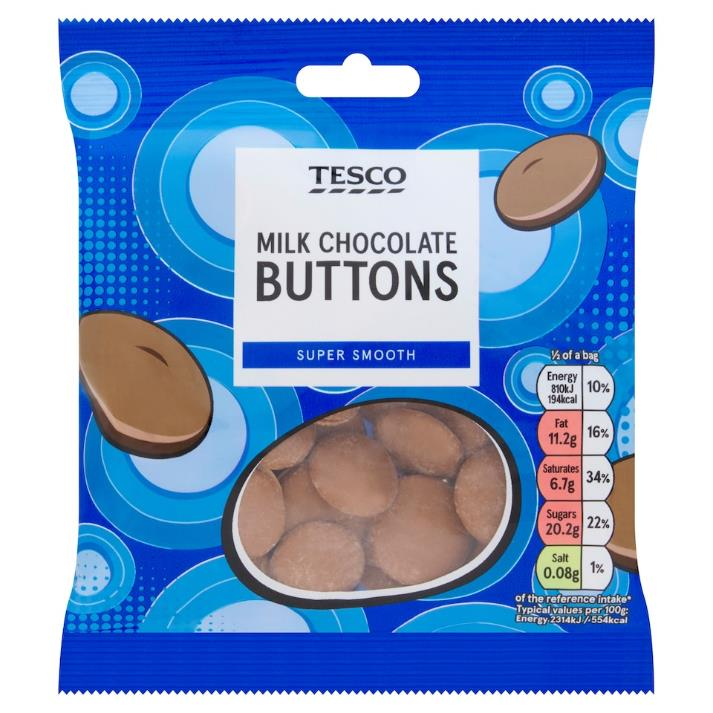 TESCO
MILK CHOCOLATE
BUTTONS
SUPER SMOOTH
½ of a bag
Energy
810kJ
194kcal
10%
Fat
11.2g
16%
Saturates
6.7g
34%
Sugars
20.2g
22%
Salt
0.08g
1%
of the reference intake*
Typical values per 100g:
Energy 2314kJ / 554kcal